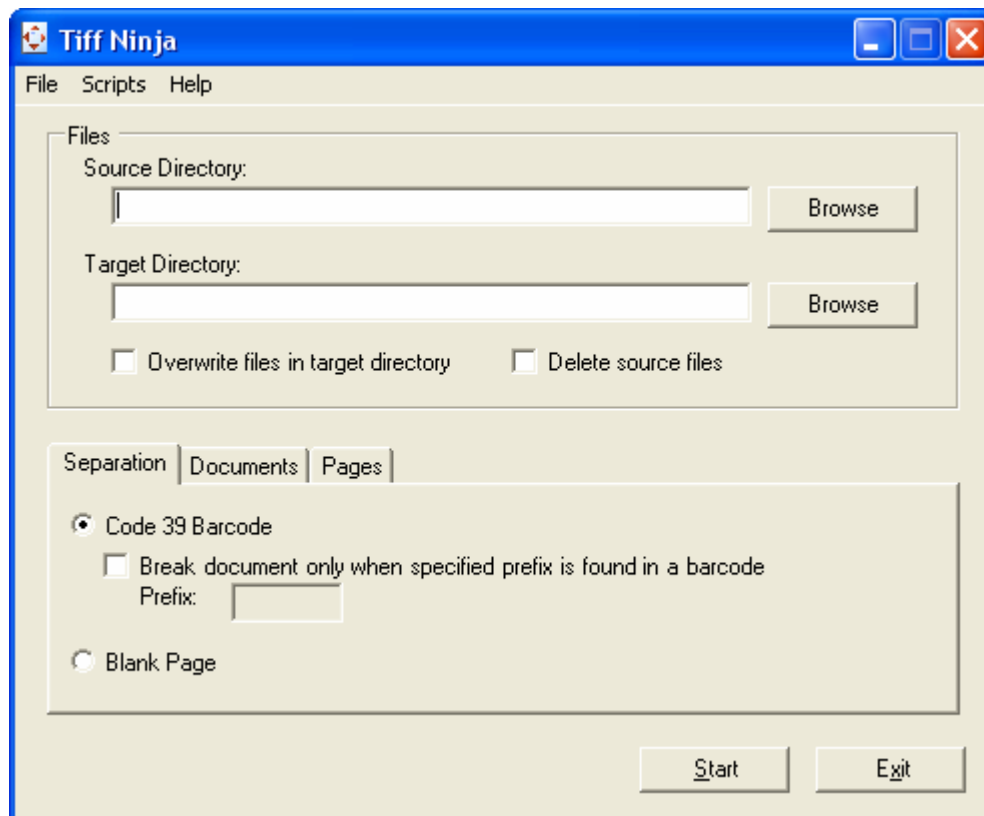 Tiff Ninja
File Scripts Help
Files
Source Directory:
Browse
Target Directory:
Browse
Overwrite files in target directory Delete source files
Separation Documents Pages
Code 39 Barcode
Break document only when specified prefix is found in a barcode
Prefix:
Blank Page
Start Exit